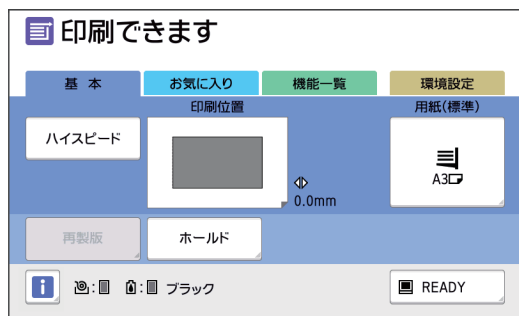 印刷できます
基本 お気に入り 機能一覧 環境設定
印刷位置 用紙(標準)
ハイスピード
A3
0.0mm
再製版 ホールド
i : : ブラック READY